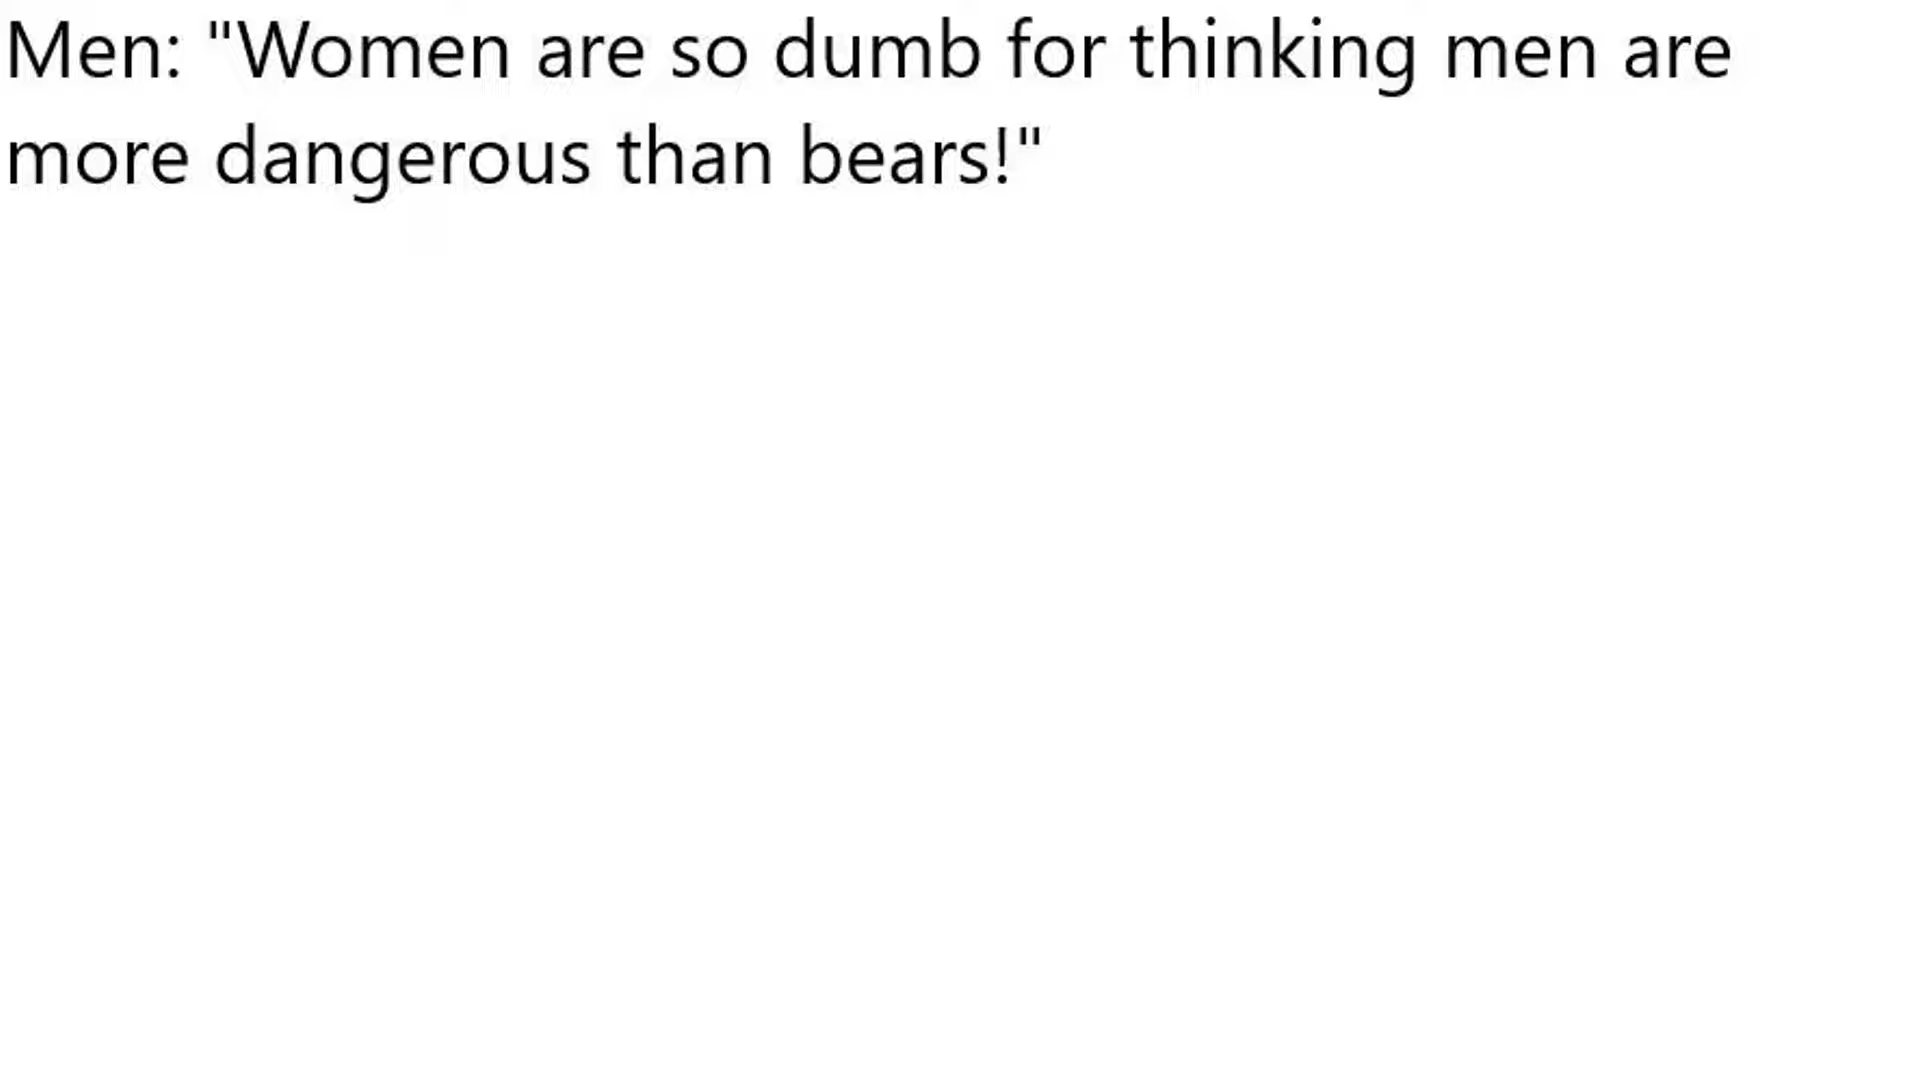 Men: "Women are so dumb for thinking men are
more dangerous than bears!"